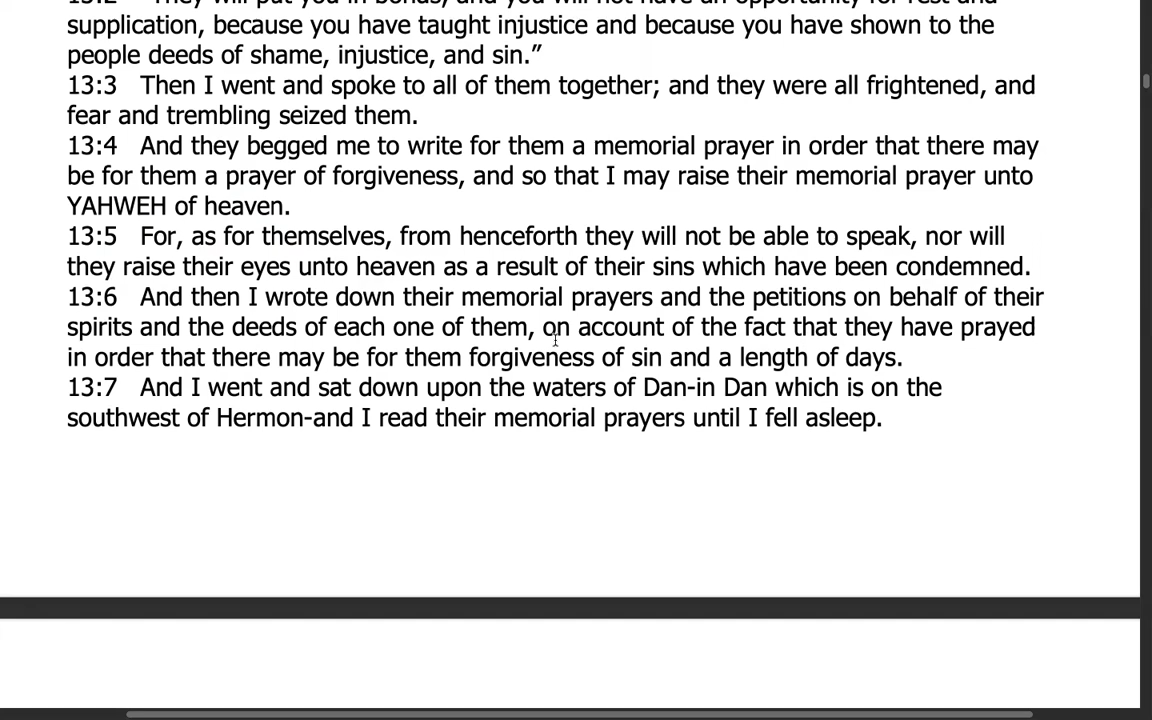 supplication, because you have taught injustice and because you have shown to the
people deeds of shame, injustice, and sin.”
13:3 Then I went and spoke to all of them together; and they were all frightened, and
fear and trembling seized them.
13:4 And they begged me to write for them a memorial prayer in order that there may
be for them a prayer of forgiveness, and so that I may raise their memorial prayer unto
YAHWEH of heaven.
13:5 For, as for themselves, from henceforth they will not be able to speak, nor will
they raise their eyes unto heaven as a result of their sins which have been condemned.
13:6 And then I wrote down their memorial prayers and the petitions on behalf of their
spirits and the deeds of each one of them, on account of the fact that they have prayed
in order that there may be for them forgiveness of sin and a length of days.
13:7 And I went and sat down upon the waters of Dan-in Dan which is on the
southwest of Hermon-and I read their memorial prayers until I fell asleep.